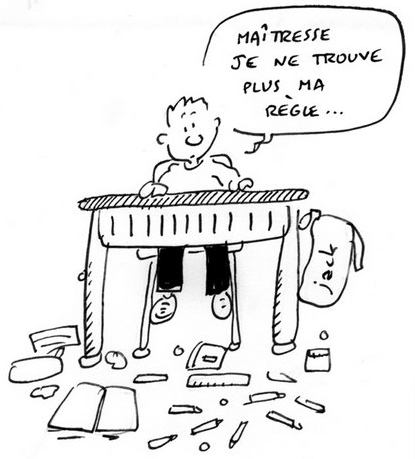 MAÎTRESSE
JE NE TROUVE
PLUS MA
RÈGLE...
jack